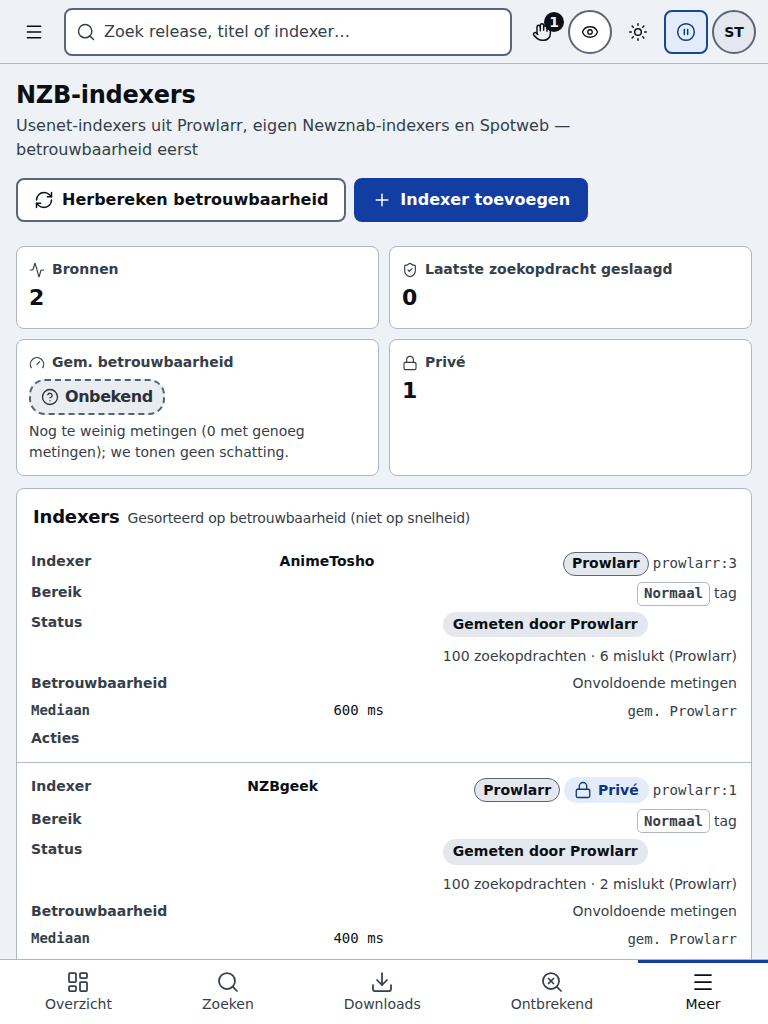 Zoek release, titel of indexer…
1
ST
NZB-indexers
Usenet-indexers uit Prowlarr, eigen Newznab-indexers en Spotweb —
betrouwbaarheid eerst
Herbereken betrouwbaarheid
Indexer toevoegen
Bronnen
2
Laatste zoekopdracht geslaagd
0
Gem. betrouwbaarheid
Onbekend
Nog te weinig metingen (0 met genoeg
metingen); we tonen geen schatting.
Privé
1
Indexers Gesorteerd op betrouwbaarheid (niet op snelheid)
Indexer AnimeTosho Prowlarr prowlarr:3
Bereik Normaal tag
Status Gemeten door Prowlarr
100 zoekopdrachten · 6 mislukt (Prowlarr)
Betrouwbaarheid Onvoldoende metingen
Mediaan 600 ms gem. Prowlarr
Acties
Indexer NZBgeek Prowlarr Privé prowlarr:1
Bereik Normaal tag
Status Gemeten door Prowlarr
100 zoekopdrachten · 2 mislukt (Prowlarr)
Betrouwbaarheid Onvoldoende metingen
Mediaan 400 ms gem. Prowlarr
Overzicht Zoeken Downloads Ontbrekend Meer